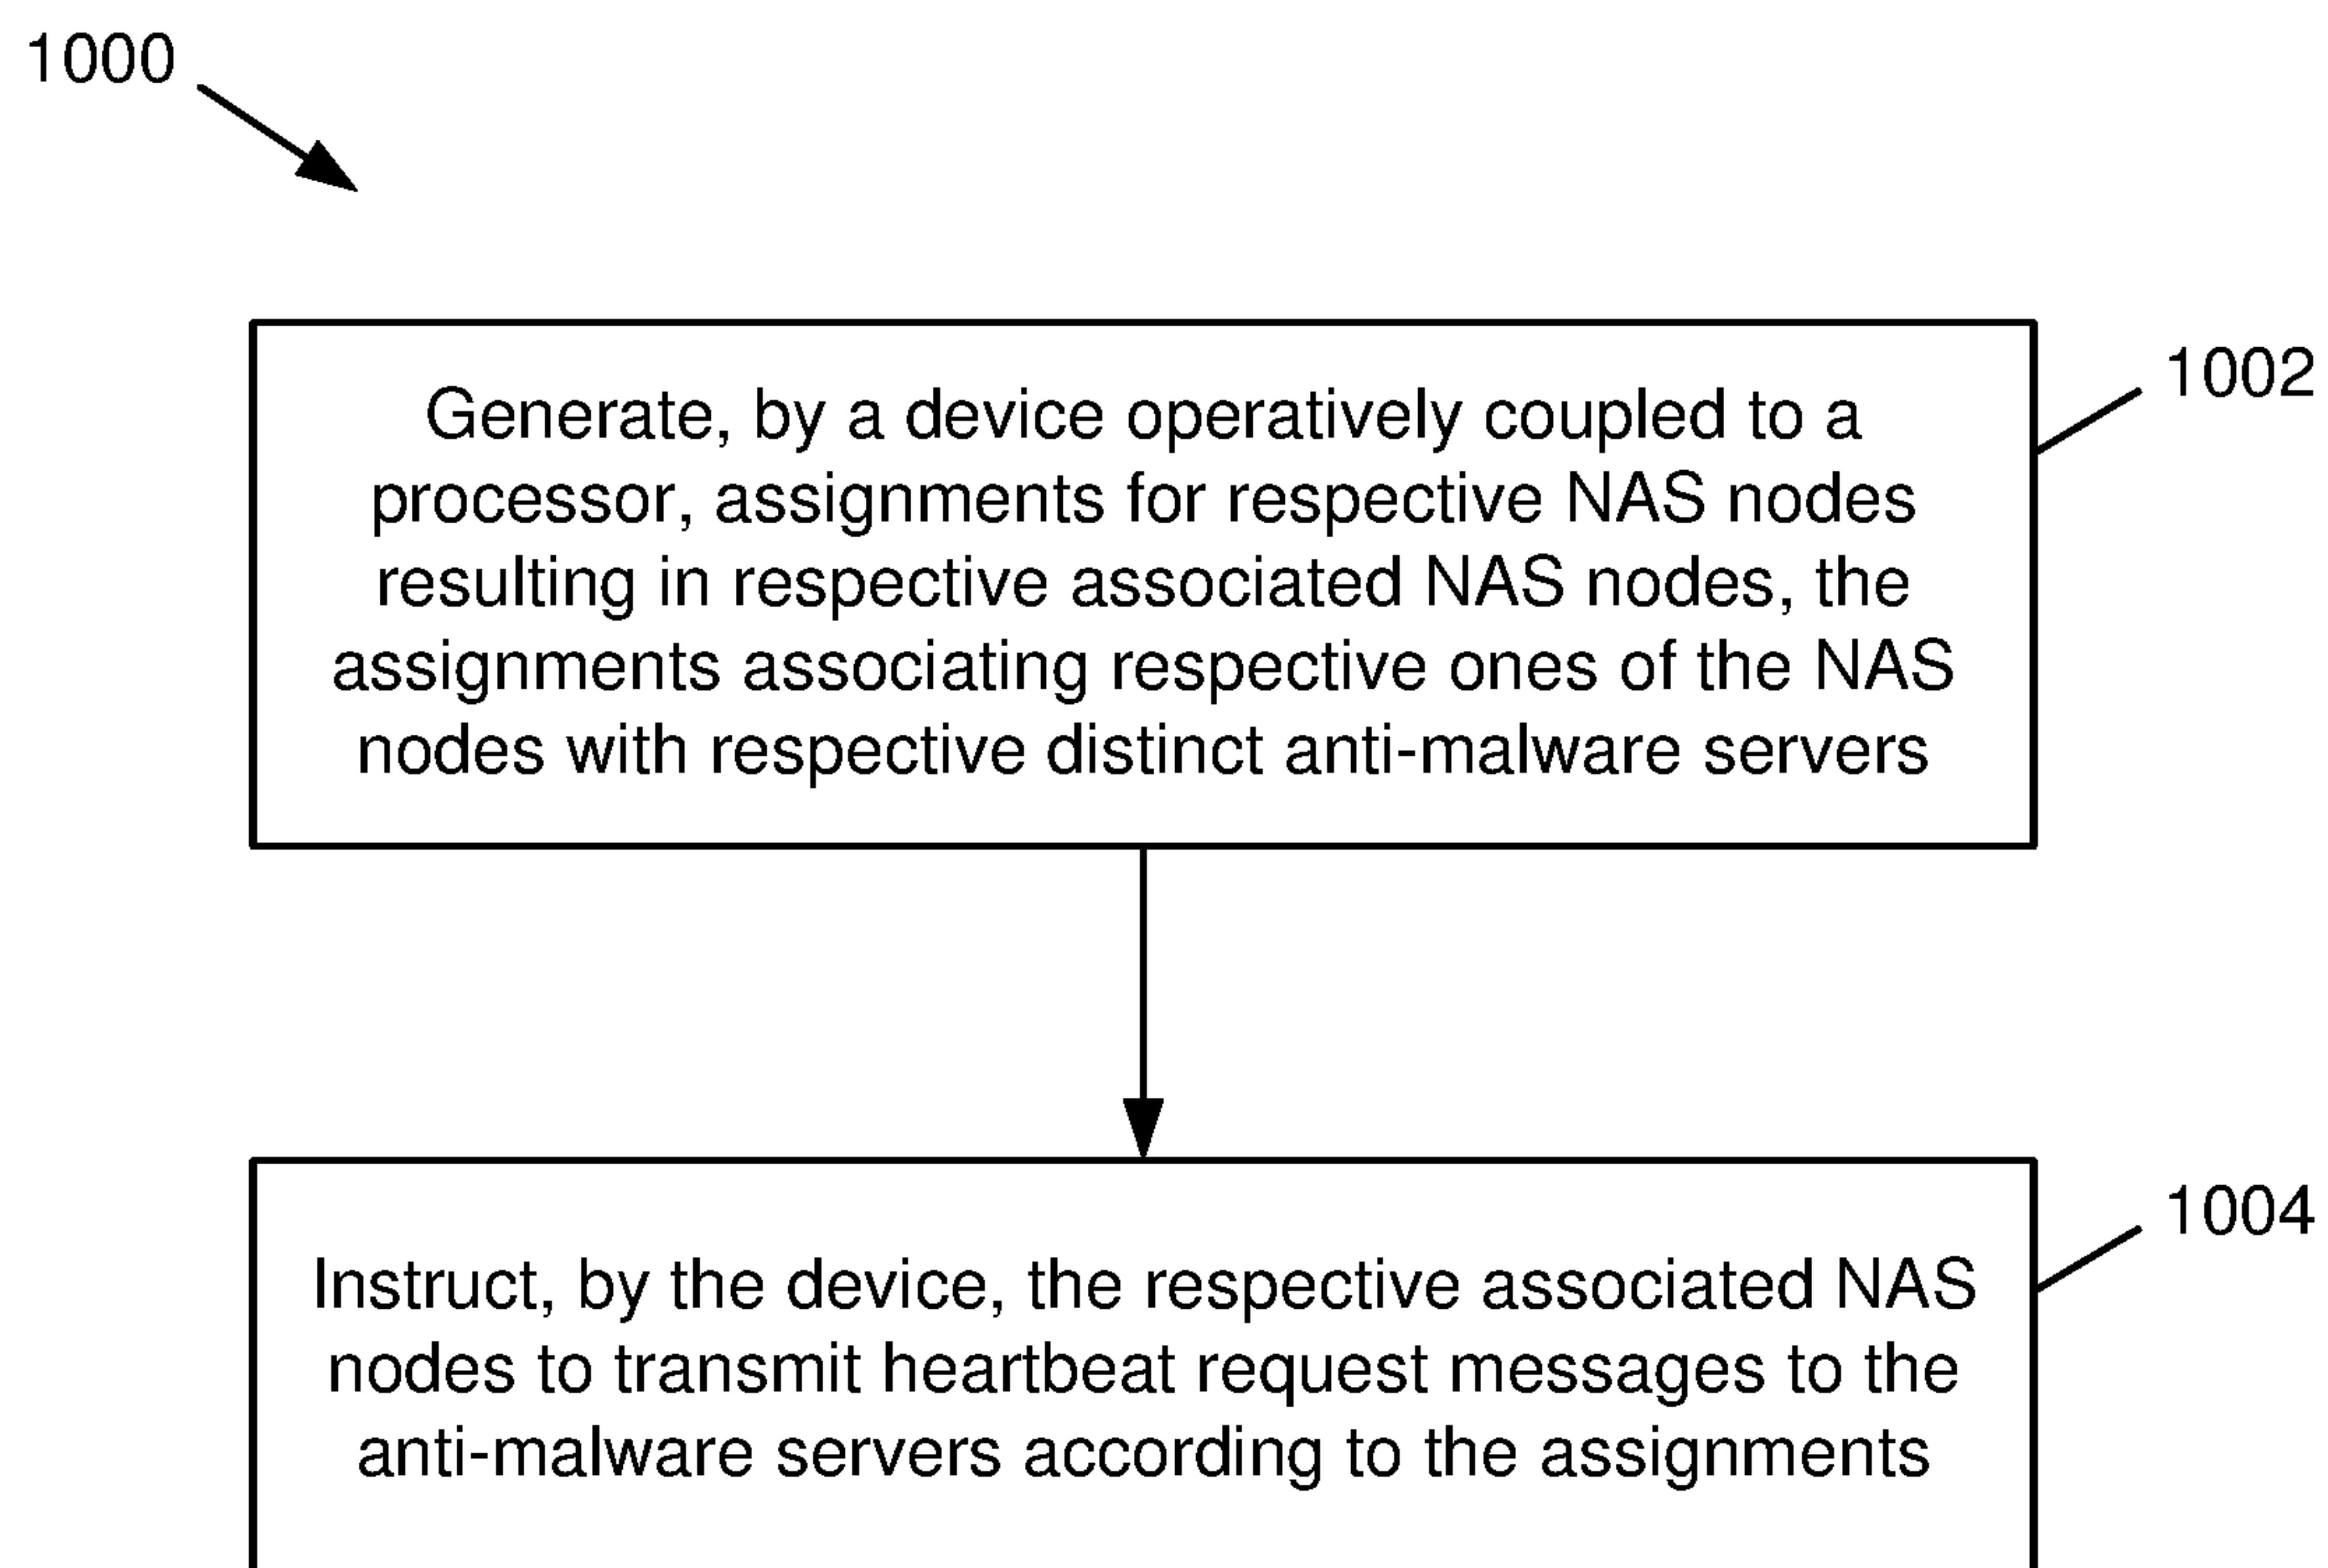 1000
1002
Generate, by a device operatively coupled to a
processor, assignments for respective NAS nodes
resulting in respective associated NAS nodes, the
assignments associating respective ones of the NAS
nodes with respective distinct anti-malware servers
1004
Instruct, by the device, the respective associated NAS
nodes to transmit heartbeat request messages to the
anti-malware servers according to the assignments